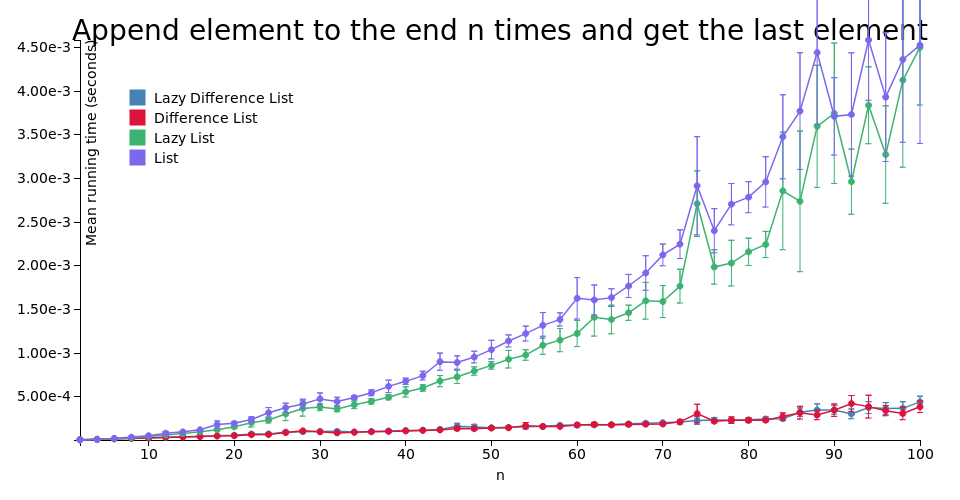 Append element to the end n times and get the last element
Mean running time (seconds)
Lazy Difference List
Difference List
Lazy List
List
4.50e-3
4.00e-3
3.50e-3
3.00e-3
2.50e-3
2.00e-3
1.50e-3
1.00e-3
5.00e-4
10 20 30 40 50 60 70 80 90 100
n